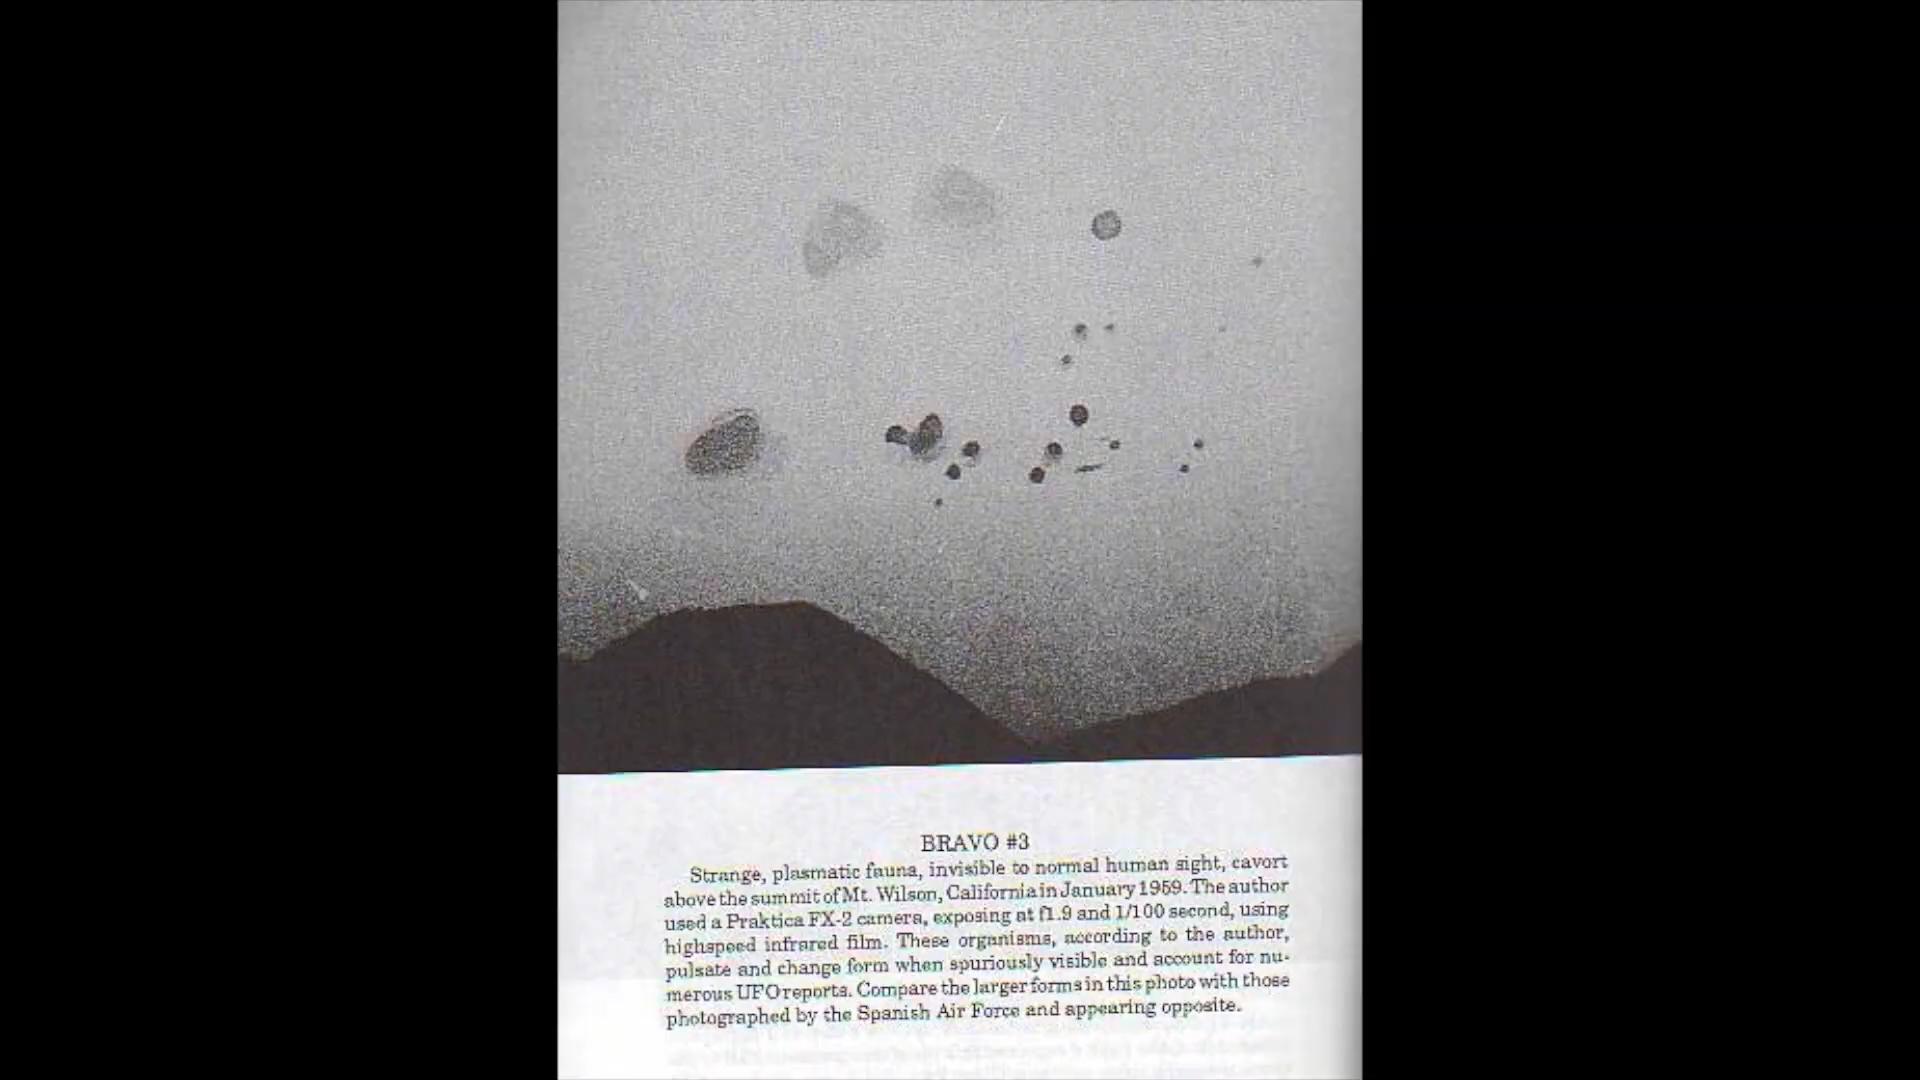 BRAVO #3
Strange, plasmatic fauna, invisible to normal human sight, cavort
above the summit of Mt. Wilson, California in January 1959. The author
used a Praktica FX-2 camera, exposing at f1.9 and 1/100 second, using
highspeed infrared film. These organisms, according to the author,
pulsate and change form when spuriously visible and account for nu-
merous UFO reports. Compare the larger forms in this photo with those
photographed by the Spanish Air Force and appearing opposite.